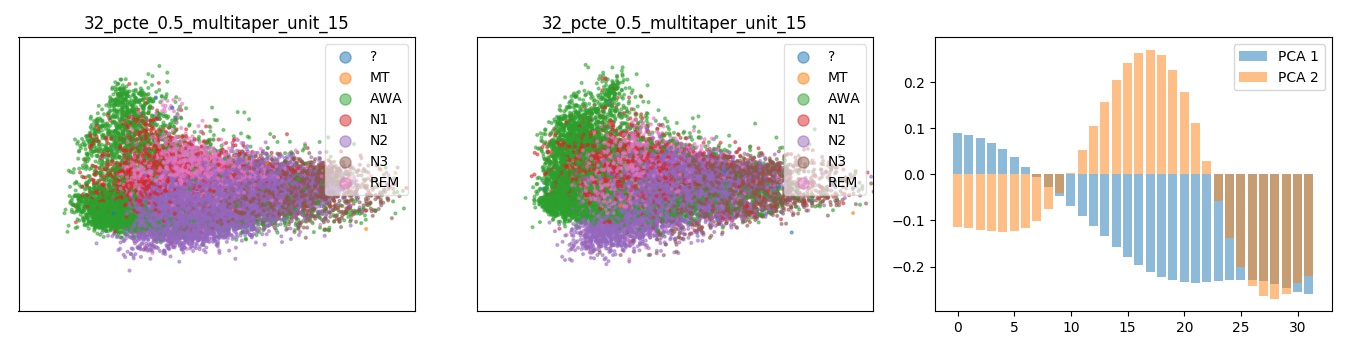 32_pcte_0.5_multitaper_unit_15
?
MT
AWA
N1
N2
N3
REM
32_pcte_0.5_multitaper_unit_15
?
MT
AWA
N1
N2
N3
REM
PCA 1
PCA 2
0.2
0.1
0.0
−0.1
−0.2
0 5 10 15 20 25 30